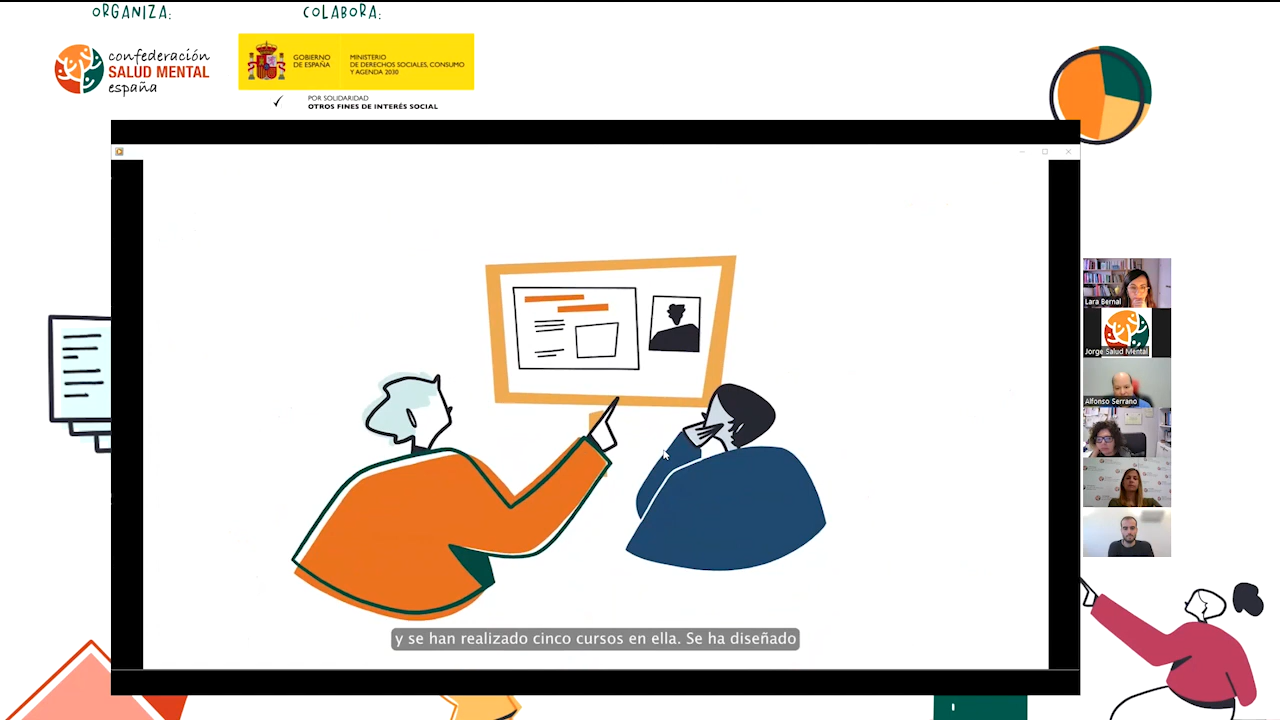 ORGANIZA:
COLABORA:
confederación
SALUD MENTAL
españa
GOBIERNO
DE ESPAÑA
MINISTERIO
DE DERECHOS SOCIALES, CONSUMO
Y AGENDA 2030
POR SOLIDARIDAD
OTROS FINES DE INTERÉS SOCIAL
Lara Bernal
Jorge Salud Mental
Alfonso Serrano
y se han realizado cinco cursos en ella. Se ha diseñado